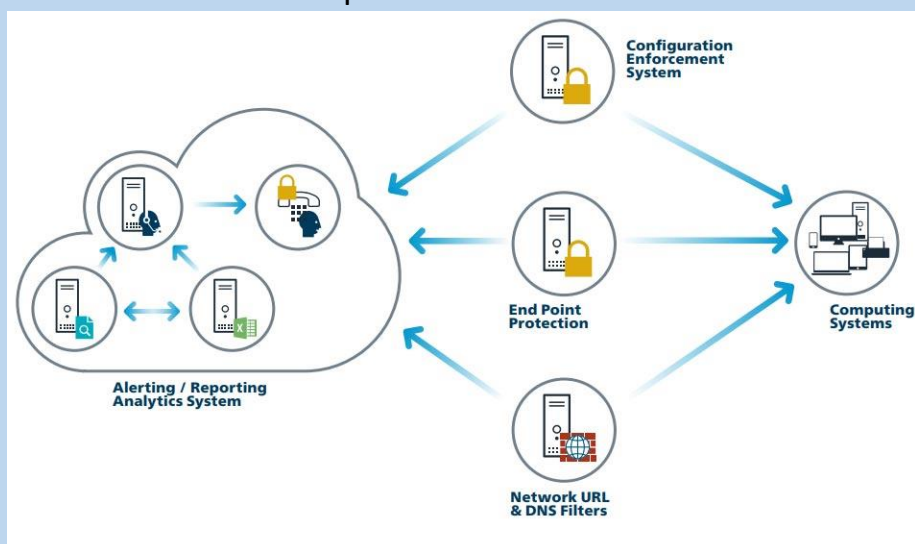 Configuration
Enforcement
System
End Point
Protection
Computing
Systems
Alerting / Reporting
Analytics System
Network URL
& DNS Filters